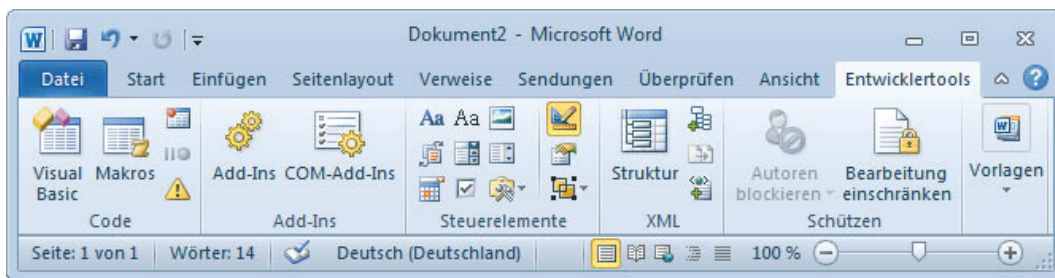 Dokument2 - Microsoft Word
Datei Start Einfügen Seitenlayout Verweise Sendungen Überprüfen Ansicht Entwicklertools
Aa Aa
Visual Basic Makros Add-Ins COM-Add-Ins Struktur Autoren blockieren Bearbeitung einschränken Vorlagen
Code Add-Ins Steuerelemente XML Schützen
Seite: 1 von 1 Wörter: 14 Deutsch (Deutschland) 100 %